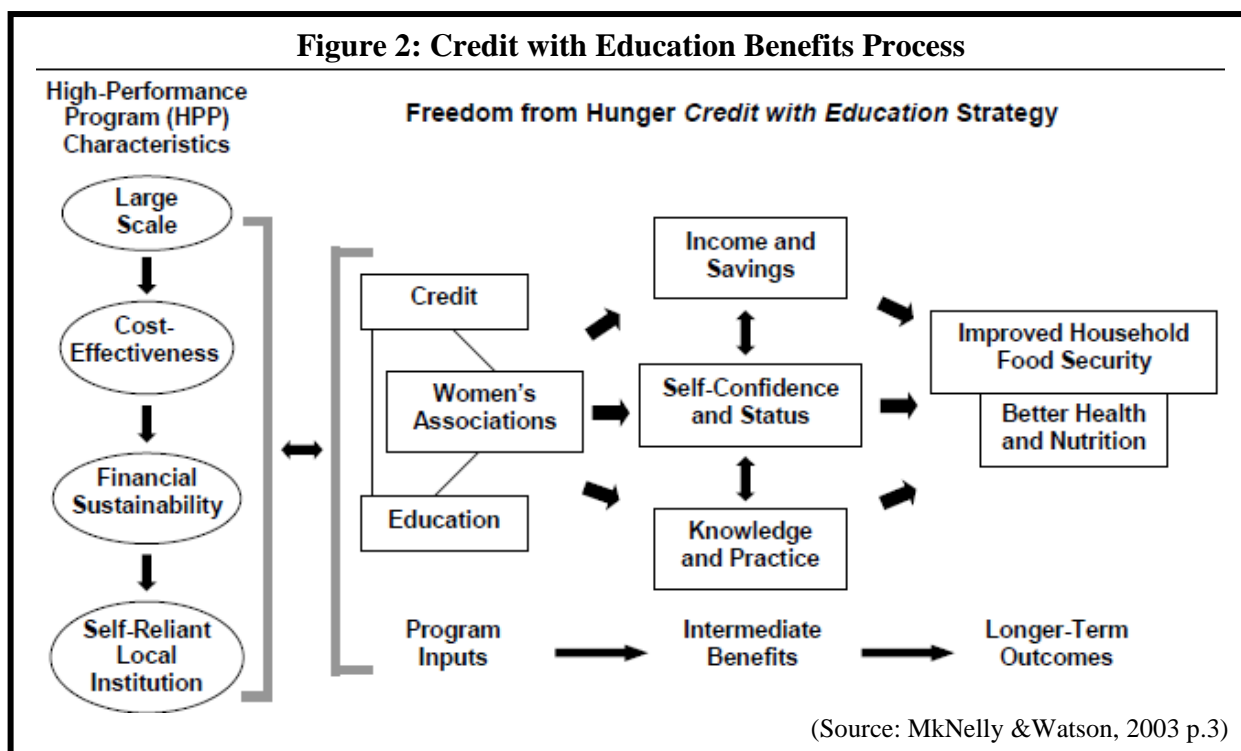 Figure 2: Credit with Education Benefits Process
High-Performance
Program (HPP)
Characteristics
Freedom from Hunger Credit with Education Strategy
Large
Scale
Cost-
Effectiveness
Financial
Sustainability
Self-Reliant
Local
Institution
Credit
Women's
Associations
Education
Program
Inputs
Income and
Savings
Self-Confidence
and Status
Knowledge
and Practice
Intermediate
Benefits
Improved Household
Food Security
Better Health
and Nutrition
Longer-Term
Outcomes
(Source: MkNelly &Watson, 2003 p.3)